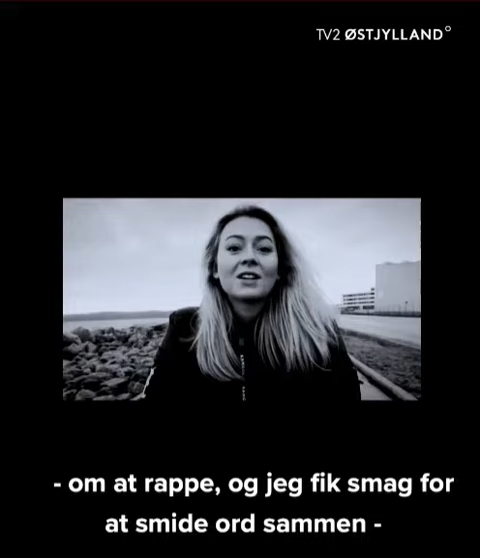 TV2 ØSTJYLLAND
- om at rappe, og jeg fik smag for
at smide ord sammen -